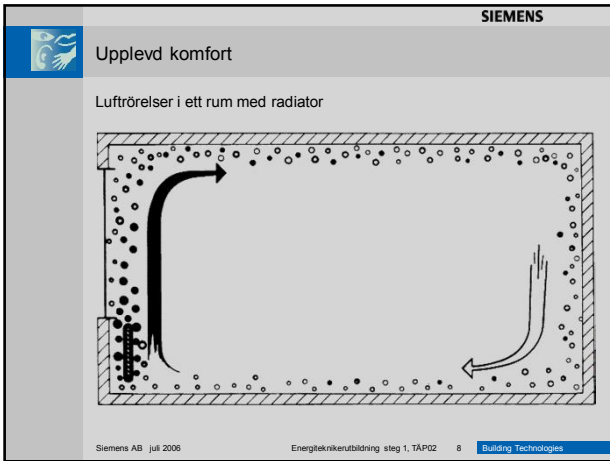 SIEMENS
Upplevd komfort
Luftrörelser i ett rum med radiator
Siemens AB juli 2006 Energiteknikerutbildning steg 1, TÄP02 8 Building Technologies